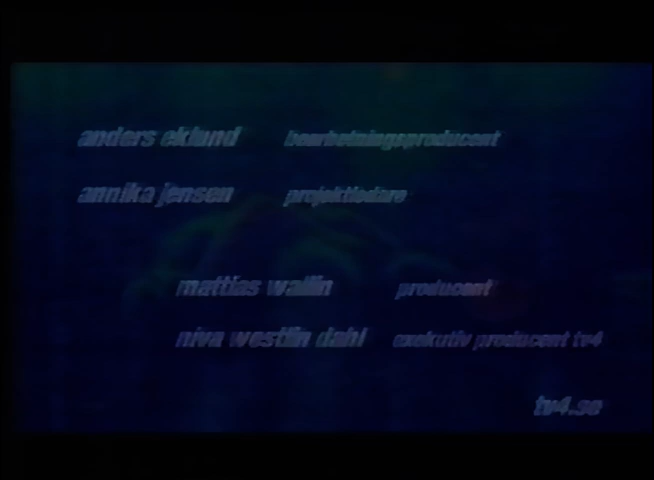 anders eklund bearbetningsproducent
annika jensen projektledare
mattias wallin producent
niva westlin dahl exekutiv producent tv4
tv4.se